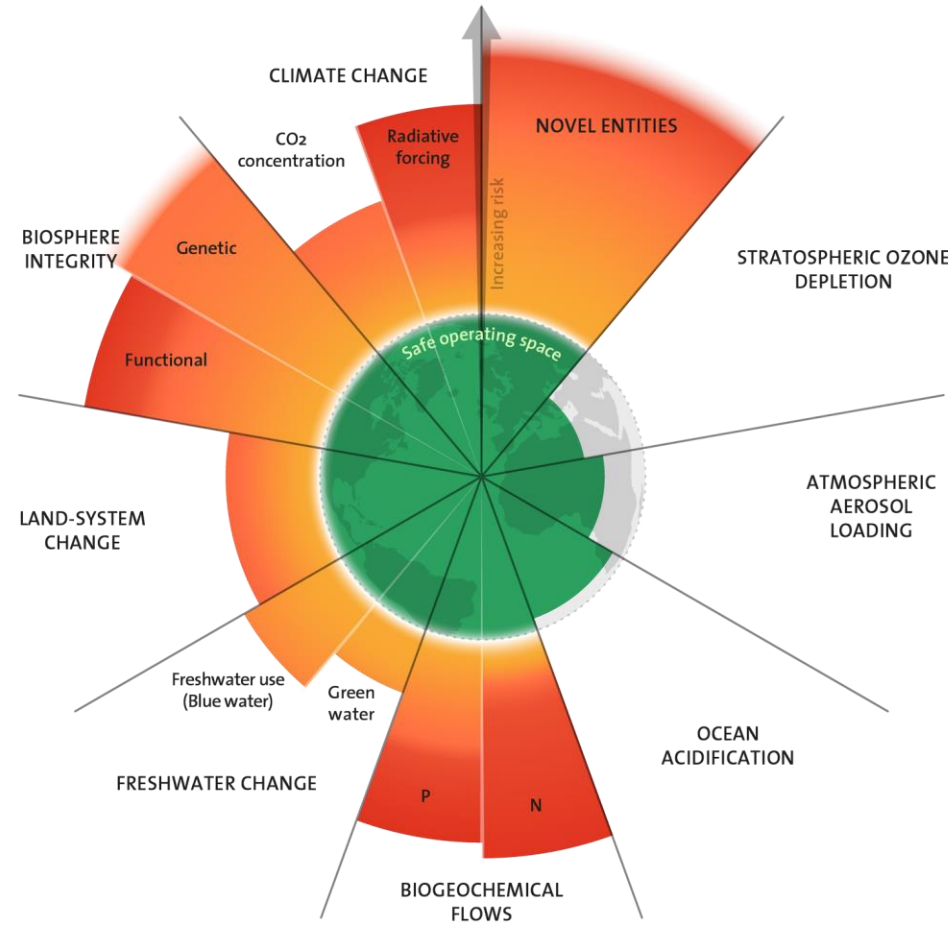 CLIMATE CHANGE
CO2
concentration
Radiative
forcing
NOVEL ENTITIES
Increasing risk
STRATOSPHERIC OZONE
DEPLETION
BIOSPHERE
INTEGRITY
Genetic
Functional
Safe operating space
ATMOSPHERIC
AEROSOL
LOADING
LAND-SYSTEM
CHANGE
Freshwater use
(Blue water)
Green
water
FRESHWATER CHANGE
P
N
OCEAN
ACIDIFICATION
BIOGEOCHEMICAL
FLOWS